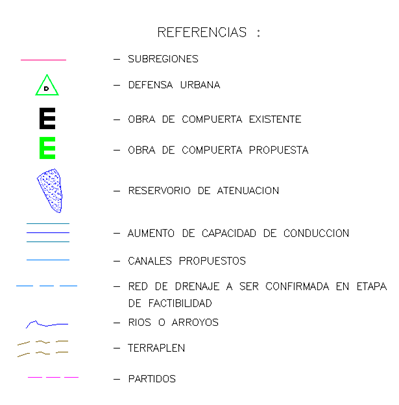 REFERENCIAS :
– SUBREGIONES
D – DEFENSA URBANA
E – OBRA DE COMPUERTA EXISTENTE
E – OBRA DE COMPUERTA PROPUESTA
– RESERVORIO DE ATENUACION
– AUMENTO DE CAPACIDAD DE CONDUCCION
– CANALES PROPUESTOS
– RED DE DRENAJE A SER CONFIRMADA EN ETAPA
DE FACTIBILIDAD
– RIOS O ARROYOS
– TERRAPLEN
– PARTIDOS